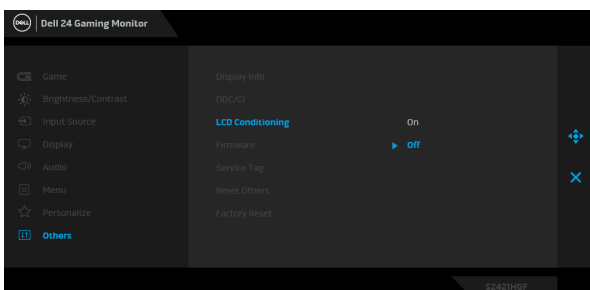 DELL Dell 24 Gaming Monitor
Game
Brightness/Contrast
Input Source
Display
Audio
Menu
Personalize
Others
Display Info
DDC/CI
LCD Conditioning On
Firmware Off
Service Tag
Reset Others
Factory Reset
S2421HGF